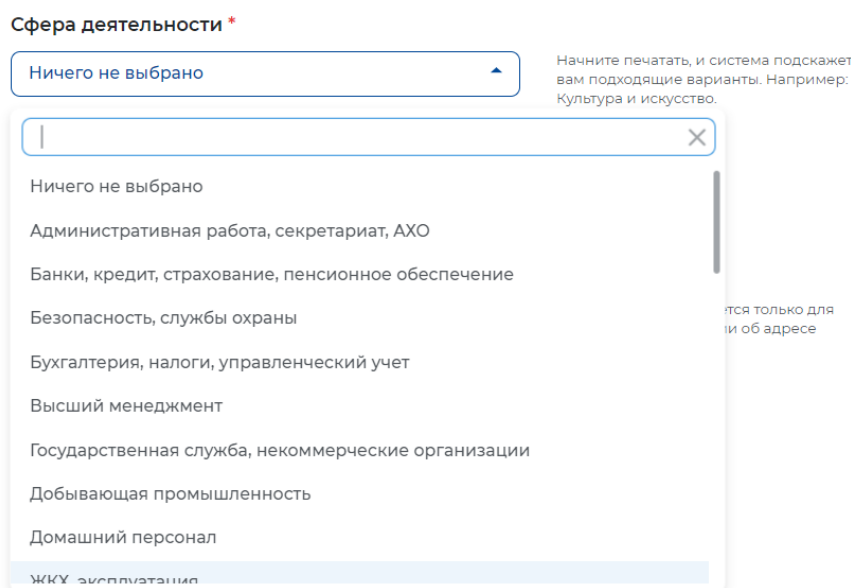 Сфера деятельности *
Ничего не выбрано
Начните печатать, и система подскажет
вам подходящие варианты. Например:
Культура и искусство.
Ничего не выбрано
Административная работа, секретариат, АХО
Банки, кредит, страхование, пенсионное обеспечение
Безопасность, службы охраны
Бухгалтерия, налоги, управленческий учет
Высший менеджмент
Государственная служба, некоммерческие организации
Добывающая промышленность
Домашний персонал
ЖКХ, эксплуатация
только для
об адресе